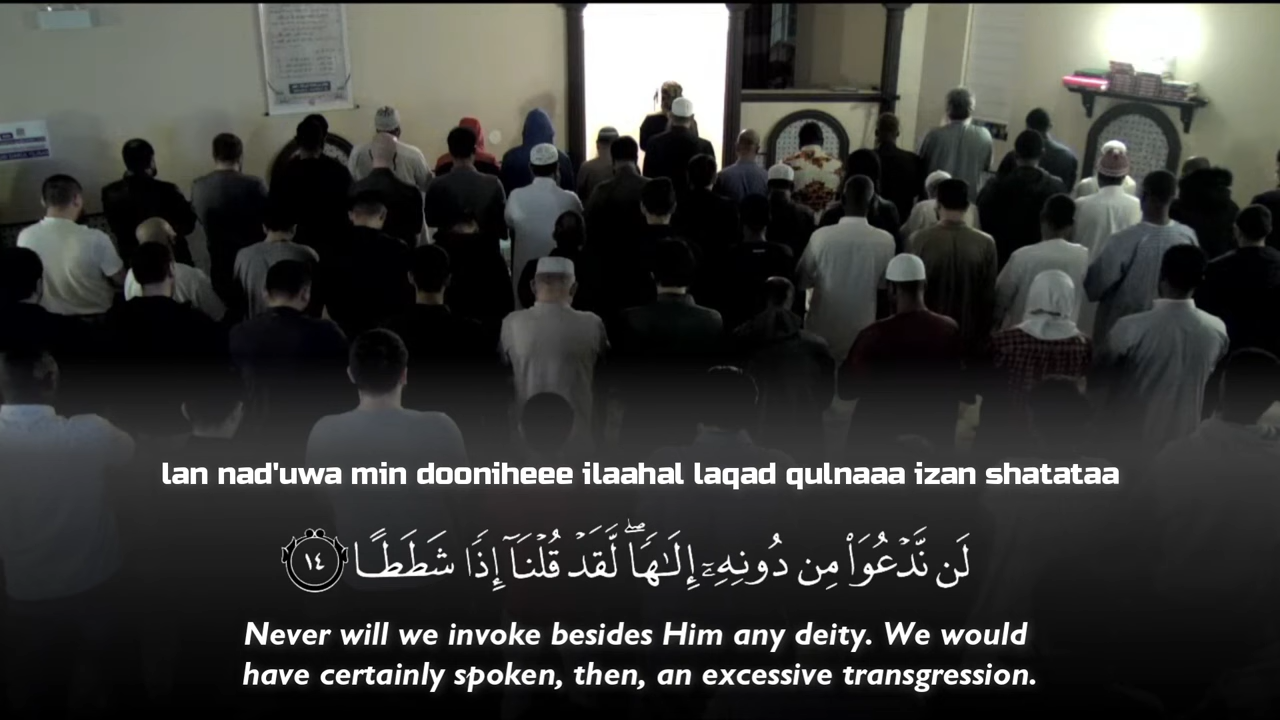 lan nad'uwa min dooniheee ilaahal laqad qulnaaa izan shatataa
لَن نَّدْعُوَا۟ مِن دُونِهِۦٓ إِلَـٰهًا ۖ لَّقَدْ قُلْنَآ إِذًا شَطَطًا ١٤
Never will we invoke besides Him any deity. We would
have certainly spoken, then, an excessive transgression.